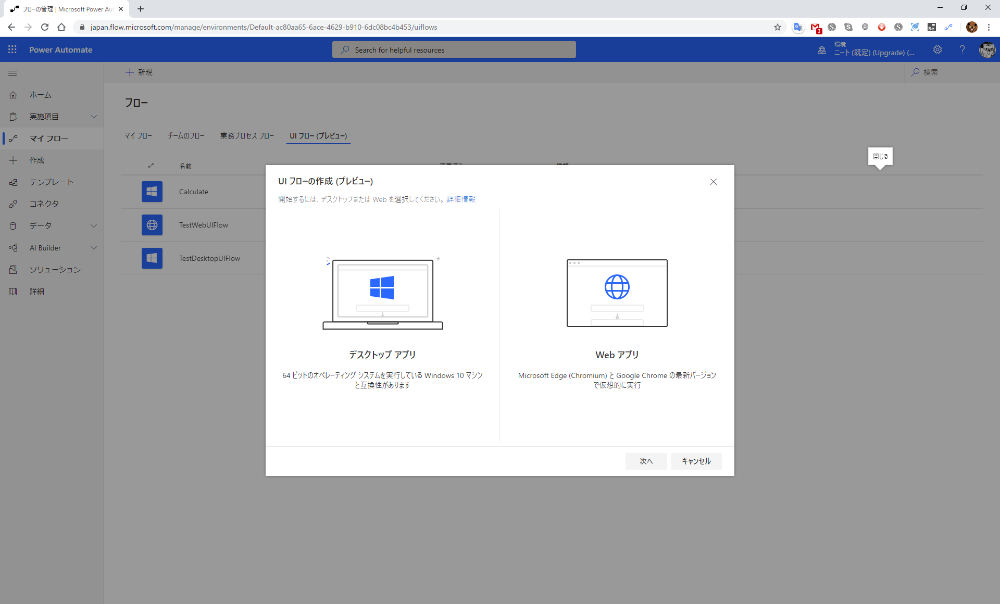 フローの管理 | Microsoft Power Au
japan.flow.microsoft.com/manage/environments/Default-ac80aa65-6ace-4629-b910-6dc08bc4b453/uiflows
3
Se
Power Automate
Search for helpful resources
環境
ニート (既定) (Upgrade) (...
?
新規
検索
ホーム
実施項目
マイ フロー
作成
テンプレート
コネクタ
データ
AI Builder
ソリューション
詳細
フロー
マイ フロー
チームのフロー
業務プロセス フロー
UI フロー (プレビュー)
閉じる
名前
変更済み
種類
Calculate
TestWebUIFlow
TestDesktopUIFlow
UI フローの作成 (プレビュー)
開始するには、デスクトップまたは Web を選択してください。 詳細情報
デスクトップ アプリ
64 ビットのオペレーティング システムを実行している Windows 10 マシン
と互換性があります
Web アプリ
Microsoft Edge (Chromium) と Google Chrome の最新バージョン
で仮想的に実行
次へ
キャンセル